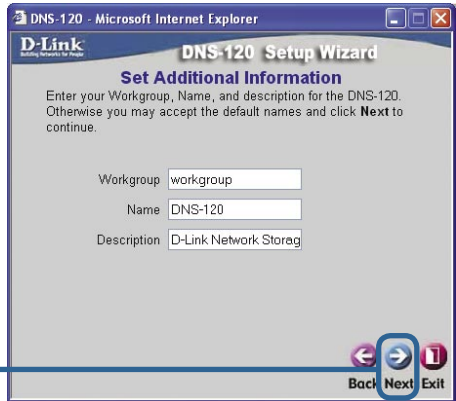 DNS-120 - Microsoft Internet Explorer
D-Link
Building Networks for People
DNS-120 Setup Wizard
Set Additional Information
Enter your Workgroup, Name, and description for the DNS-120.
Otherwise you may accept the default names and click Next to
continue.
Workgroup workgroup
Name DNS-120
Description D-Link Network Storag
Back Next Exit